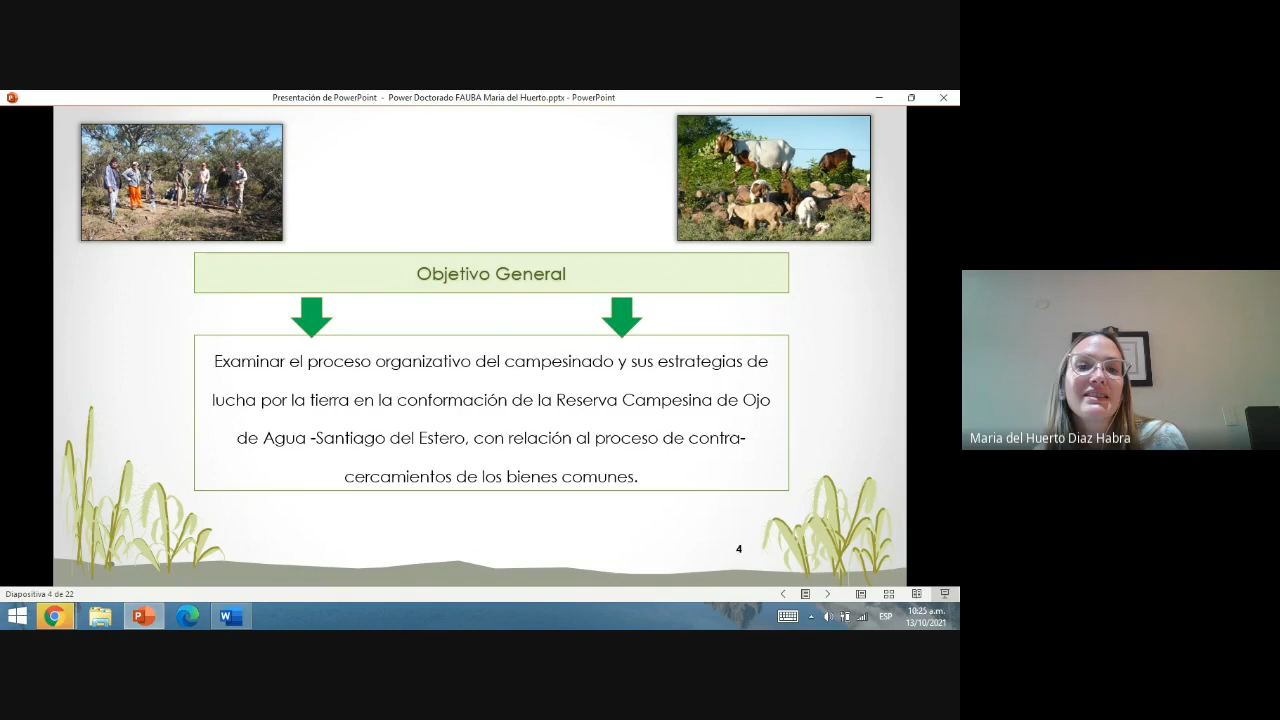 Presentación de PowerPoint - Power Doctorado FAUBA Maria del Huerto.pptx - PowerPoint
Objetivo General
Examinar el proceso organizativo del campesinado y sus estrategias de
lucha por la tierra en la conformación de la Reserva Campesina de Ojo
de Agua -Santiago del Estero, con relación al proceso de contra-
cercamientos de los bienes comunes.
4
Maria del Huerto Diaz Habra
Diapositiva 4 de 22
ESP
10:25 a.m.
13/10/2021